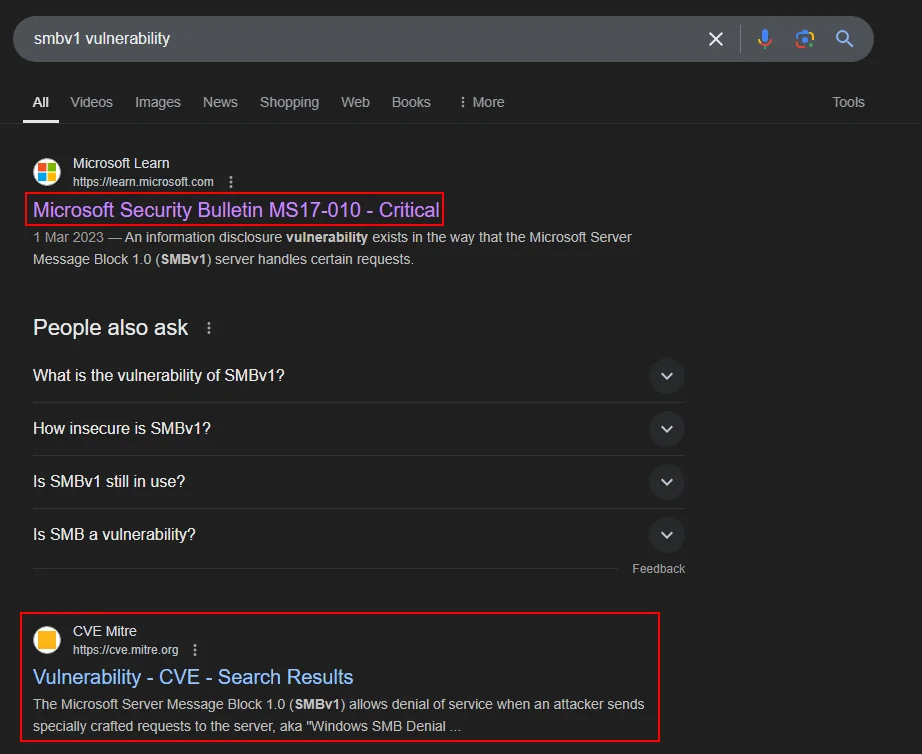 smbv1 vulnerability
All Videos Images News Shopping Web Books More Tools
Microsoft Learn
https://learn.microsoft.com
Microsoft Security Bulletin MS17-010 - Critical
1 Mar 2023 — An information disclosure vulnerability exists in the way that the Microsoft Server
Message Block 1.0 (SMBv1) server handles certain requests.
People also ask
What is the vulnerability of SMBv1?
How insecure is SMBv1?
Is SMBv1 still in use?
Is SMB a vulnerability?
Feedback
CVE Mitre
https://cve.mitre.org
Vulnerability - CVE - Search Results
The Microsoft Server Message Block 1.0 (SMBv1) allows denial of service when an attacker sends
specially crafted requests to the server, aka "Windows SMB Denial ...